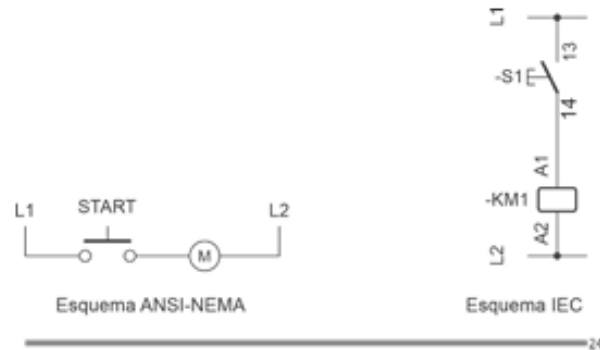 L1
13
-S1
14
A1
-KM1
A2
L2
L1
START
L2
M
Esquema ANSI-NEMA
Esquema IEC
24